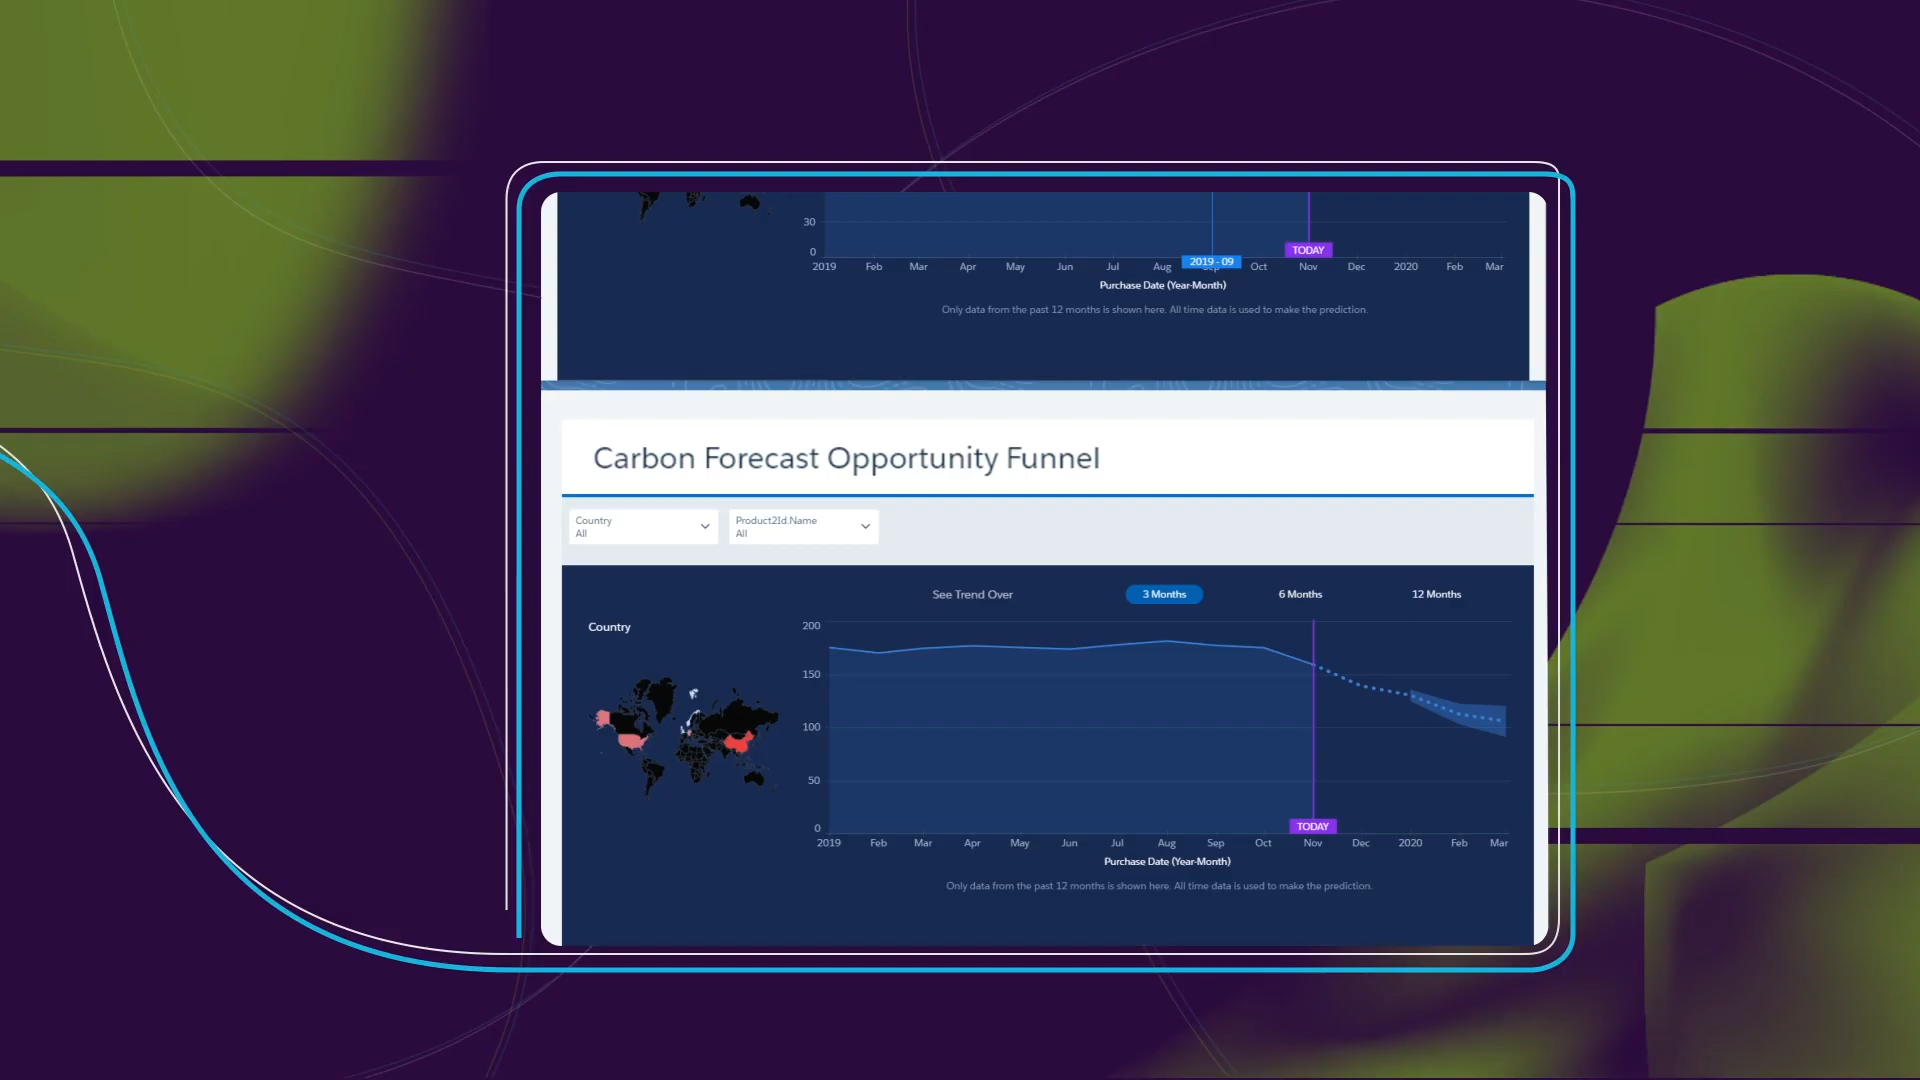 30
0
TODAY
2019 - 09
2019 Feb Mar Apr May Jun Jul Aug Sep Oct Nov Dec 2020 Feb Mar
Purchase Date (Year-Month)
Only data from the past 12 months is shown here. All time data is used to make the prediction.
Carbon Forecast Opportunity Funnel
Country
All
Product2Id.Name
All
See Trend Over 3 Months 6 Months 12 Months
Country
200
150
100
50
0
TODAY
2019 Feb Mar Apr May Jun Jul Aug Sep Oct Nov Dec 2020 Feb Mar
Purchase Date (Year-Month)
Only data from the past 12 months is shown here. All time data is used to make the prediction.